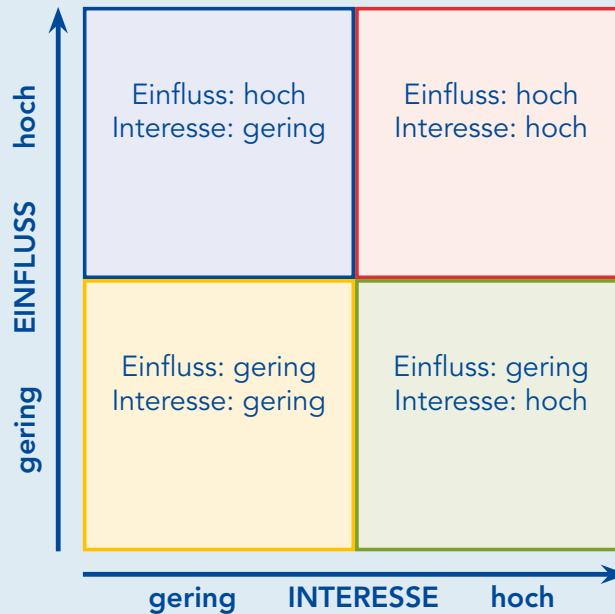 hoch
EINFLUSS
gering
Einfluss: hoch
Interesse: gering
Einfluss: hoch
Interesse: hoch
Einfluss: gering
Interesse: gering
Einfluss: gering
Interesse: hoch
gering INTERESSE hoch